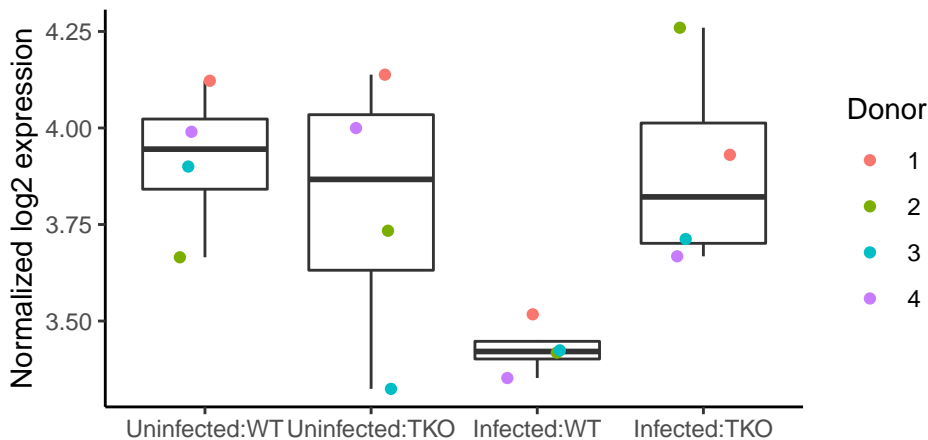 Normalized log2 expression
4.25
4.00
3.75
3.50
Uninfected:WT Uninfected:TKO Infected:WT Infected:TKO
Donor
1
2
3
4